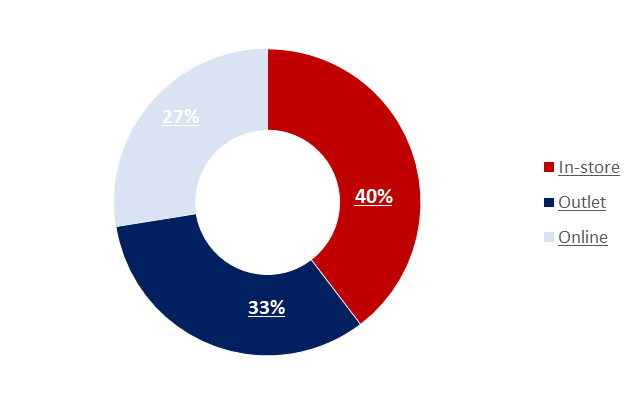 27%
40%
33%
In-store
Outlet
Online